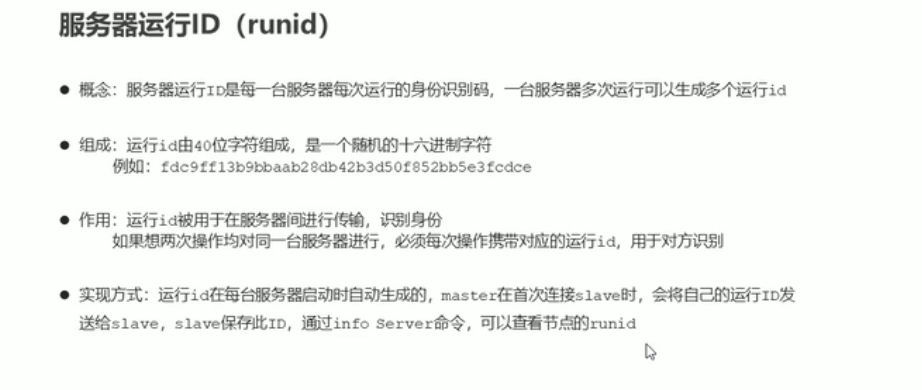 服务器运行ID（runid）
● 概念：服务器运行ID是每一台服务器每次运行的身份识别码，一台服务器多次运行可以生成多个运行id
● 组成：运行id由40位字符组成，是一个随机的十六进制字符
例如：fdc9ff13b9bbaab28db42b3d50f852bb5e3fcdce
● 作用：运行id被用于在服务器间进行传输，识别身份
如果想两次操作均对同一台服务器进行，必须每次操作携带对应的运行id，用于对方识别
● 实现方式：运行id在每台服务器启动时自动生成的，master在首次连接slave时，会将自己的运行ID发
送给slave，slave保存此ID，通过info Server命令，可以查看节点的runid